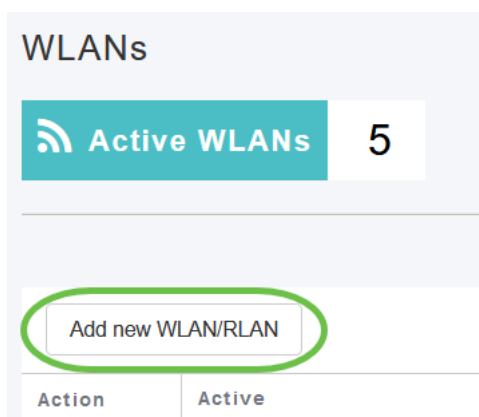 WLANs
Active WLANs 5
Add new WLAN/RLAN
Action Active